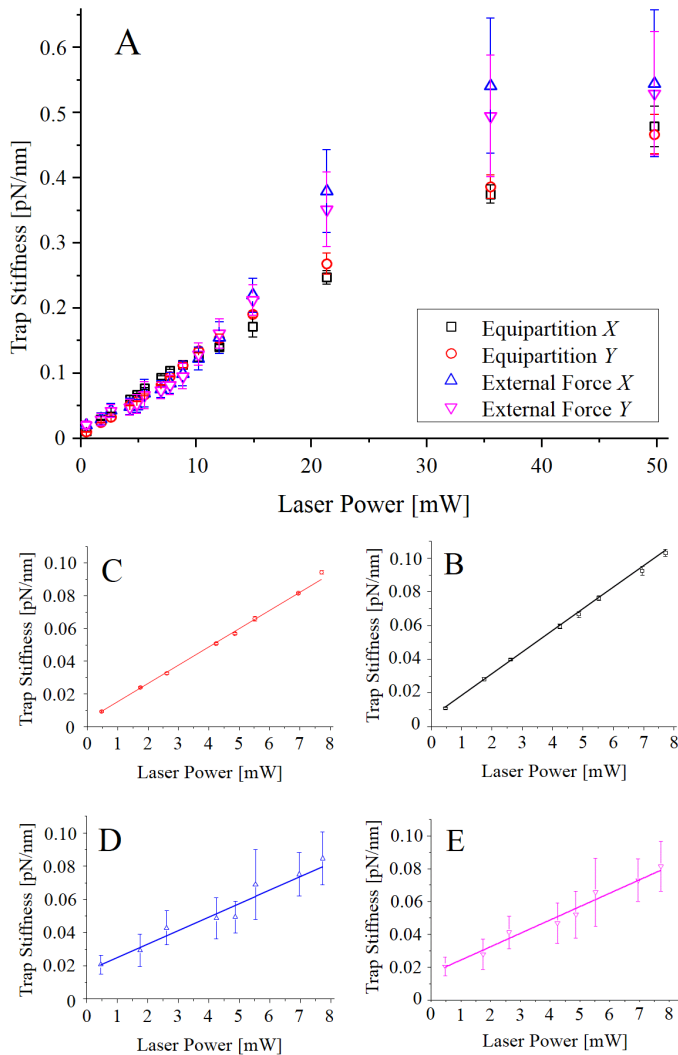 A
Trap Stiffness [pN/nm]
0.6
0.5
0.4
0.3
0.2
0.1
0
0 10 20 30 40 50
Laser Power [mW]
Equipartition X
Equipartition Y
External Force X
External Force Y
C
Trap Stiffness [pN/nm]
0.10
0.08
0.06
0.04
0.02
0
0 1 2 3 4 5 6 7 8
Laser Power [mW]
B
Trap Stiffness [pN/nm]
0.10
0.08
0.06
0.04
0.02
0
0 1 2 3 4 5 6 7 8
Laser Power [mW]
D
Trap Stiffness [pN/nm]
0.10
0.08
0.06
0.04
0.02
0
0 1 2 3 4 5 6 7 8
Laser Power [mW]
E
Trap Stiffness [pN/nm]
0.10
0.08
0.06
0.04
0.02
0
0 1 2 3 4 5 6 7 8
Laser Power [mW]